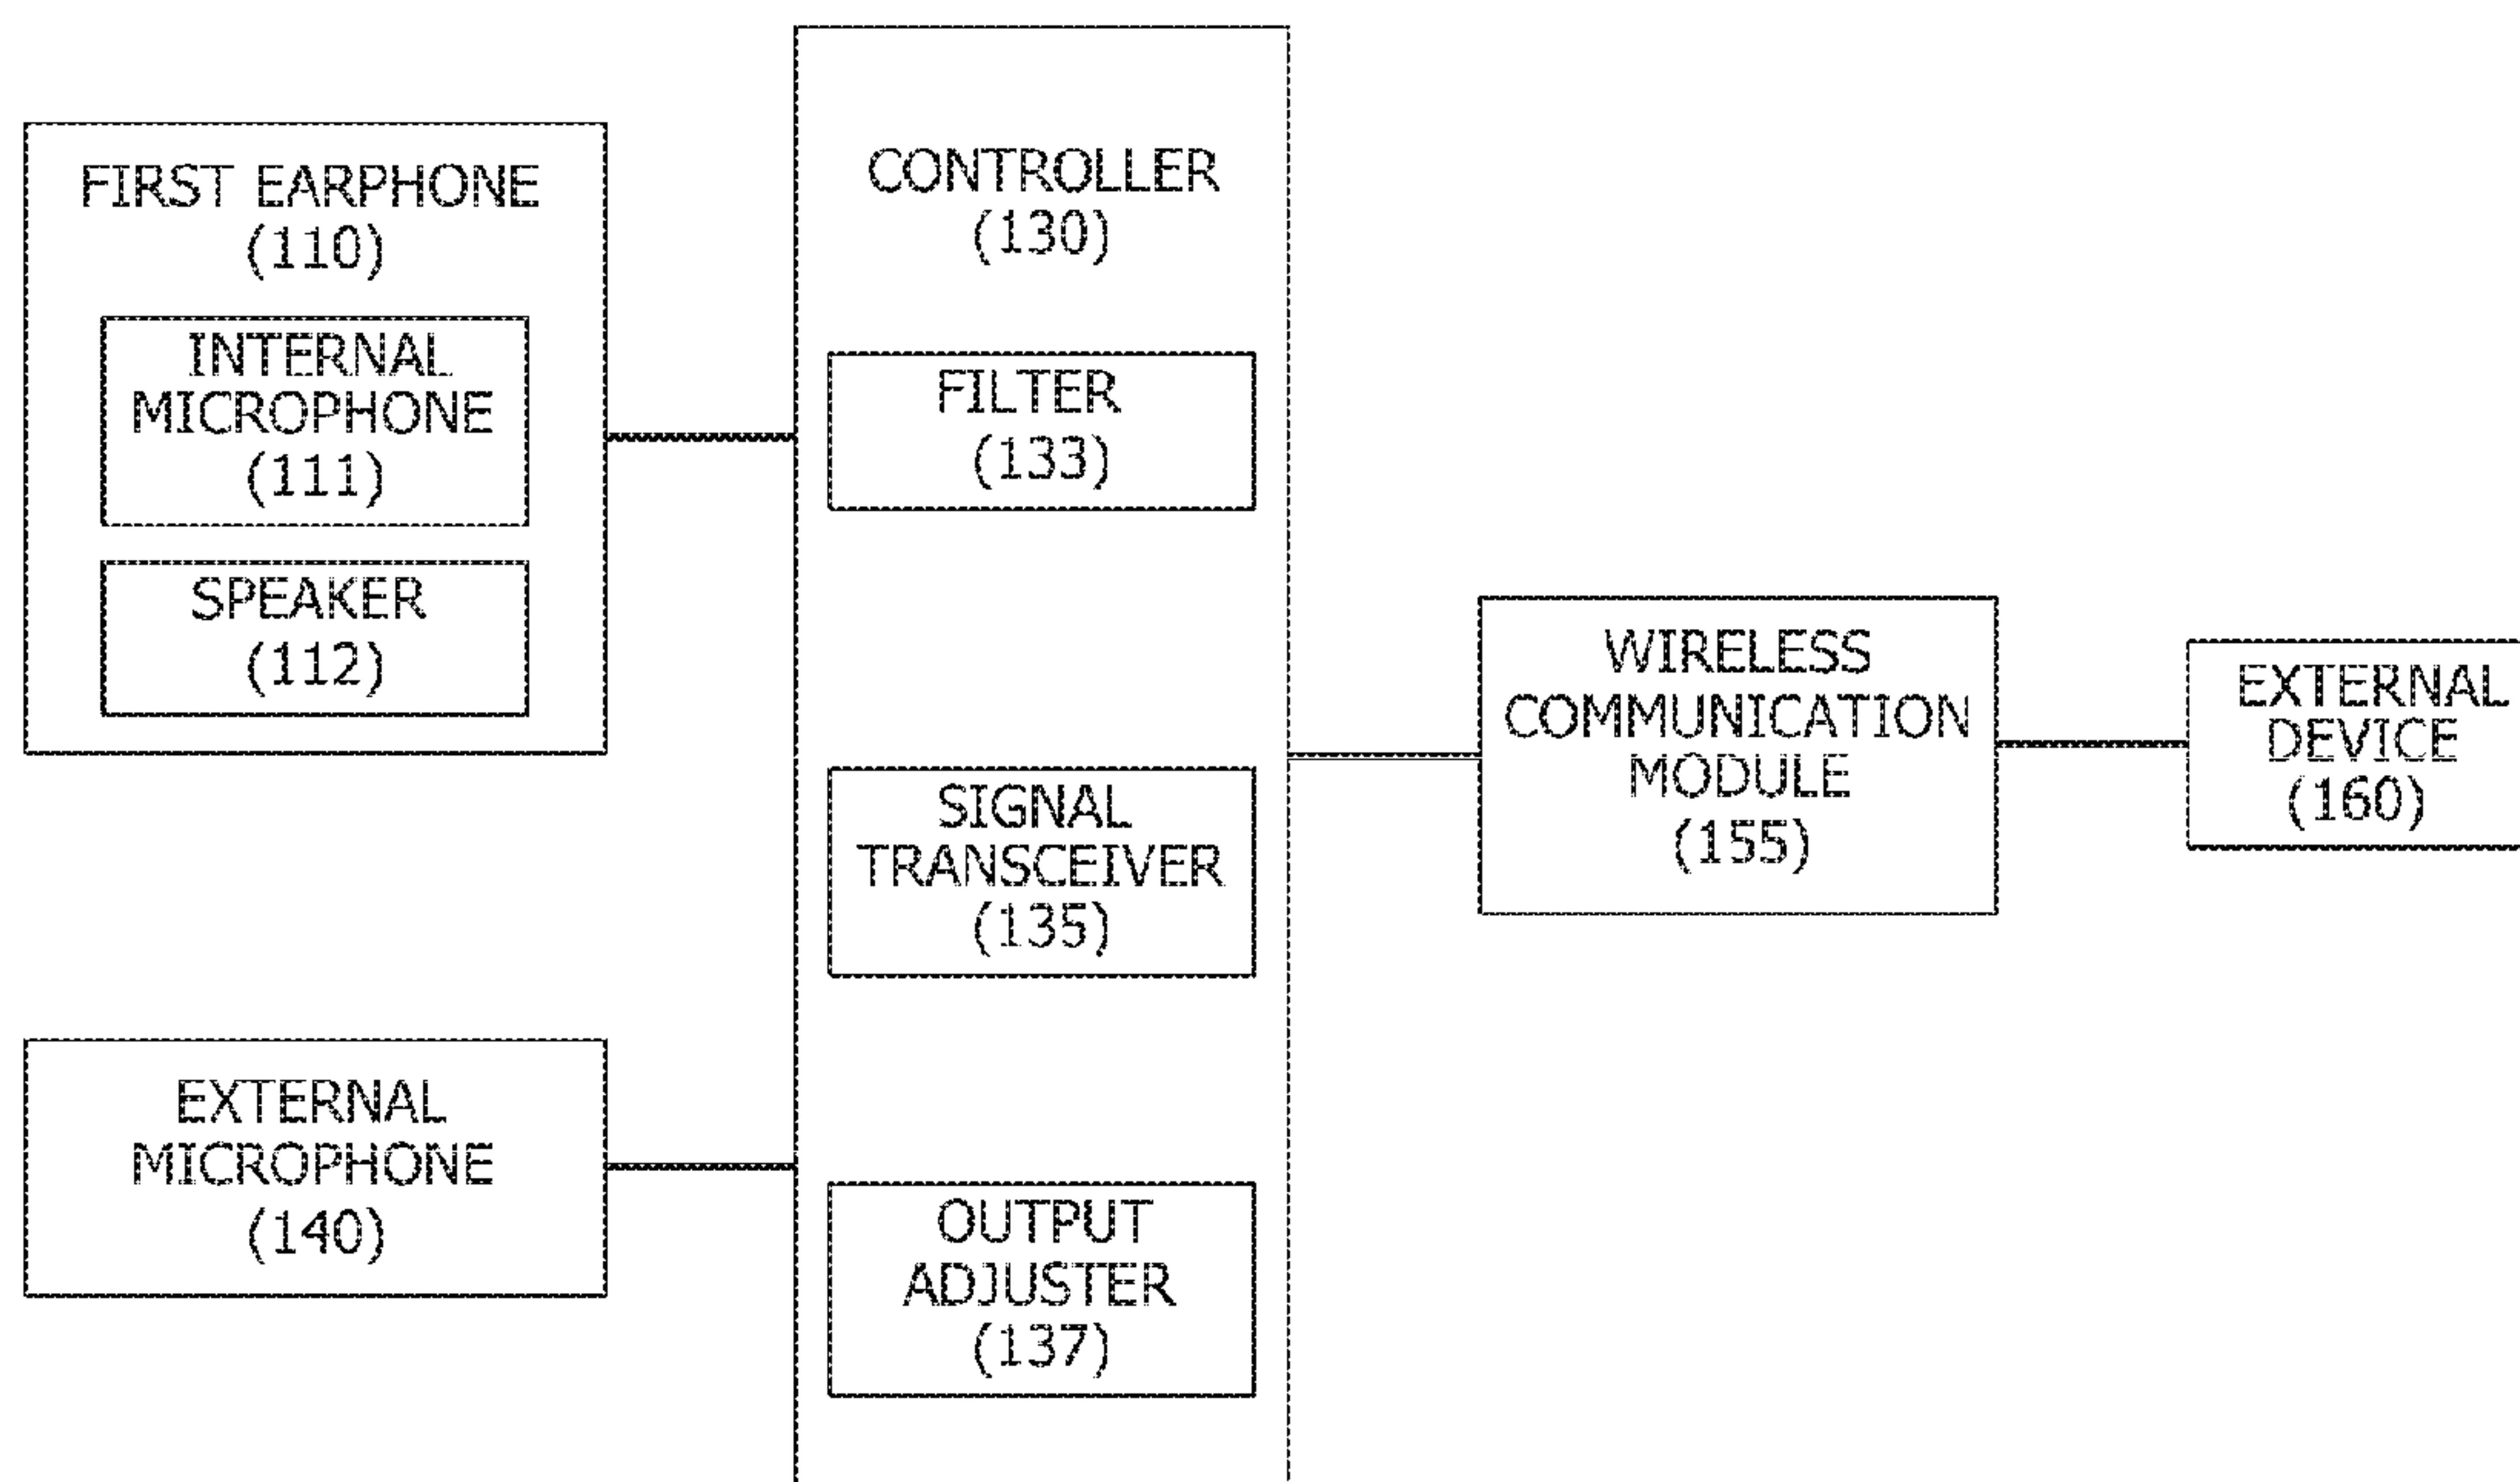 FIRST EARPHONE
(110)
INTERNAL
MICROPHONE
(111)
SPEAKER
(112)
EXTERNAL
MICROPHONE
(140)
CONTROLLER
(130)
FILTER
(133)
SIGNAL
TRANSCEIVER
(135)
OUTPUT
ADJUSTER
(137)
WIRELESS
COMMUNICATION
MODULE
(155)
EXTERNAL
DEVICE
(160)